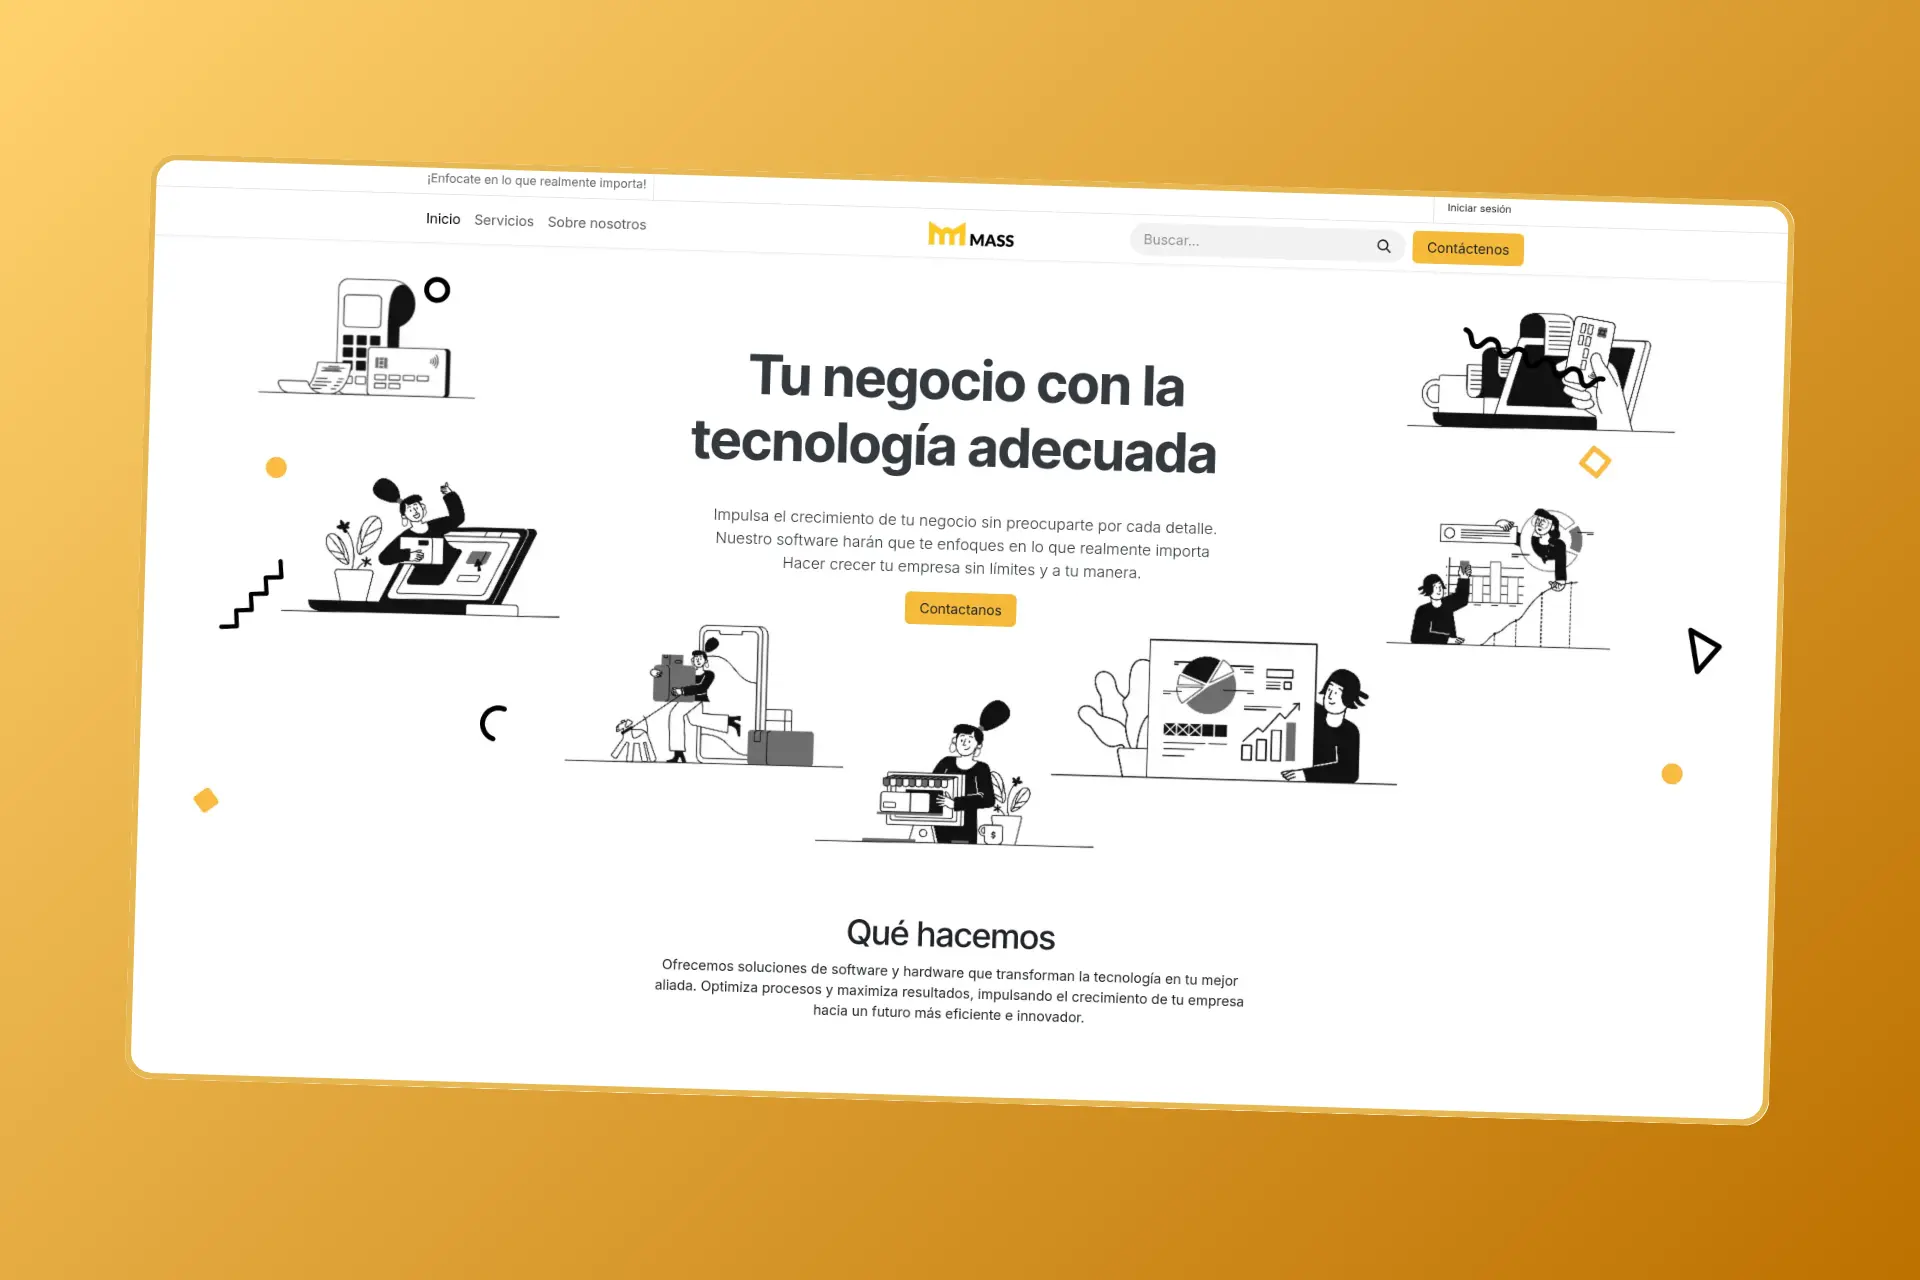 ¡Enfocate en lo que realmente importa!
Iniciar sesión
Inicio Servicios Sobre nosotros
MASS
Buscar...
Contáctenos
Tu negocio con la
tecnología adecuada
Impulsa el crecimiento de tu negocio sin preocuparte por cada detalle.
Nuestro software harán que te enfoques en lo que realmente importa
Hacer crecer tu empresa sin límites y a tu manera.
Contactanos
$
Qué hacemos
Ofrecemos soluciones de software y hardware que transforman la tecnología en tu mejor
aliada. Optimiza procesos y maximiza resultados, impulsando el crecimiento de tu empresa
hacia un futuro más eficiente e innovador.